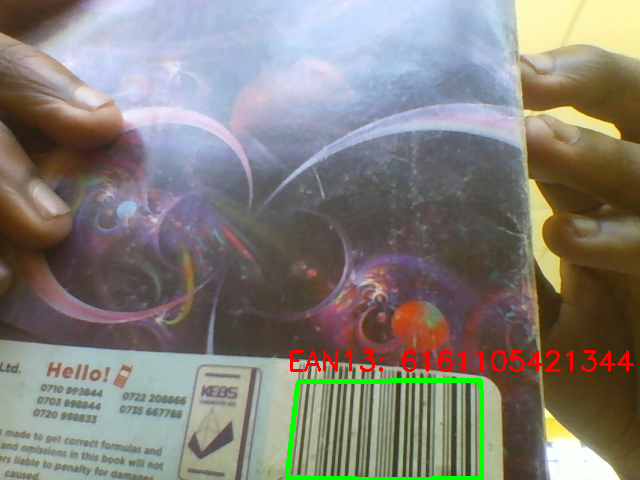 EAN13: 6161105421344
Ltd.
Hello!
0710 993844
0703 998844
0720 998833
0722 208866
0735 667788
KEBS
made to get correct formulas and
and omissions in this book will not
liable to penalty for damages
caused